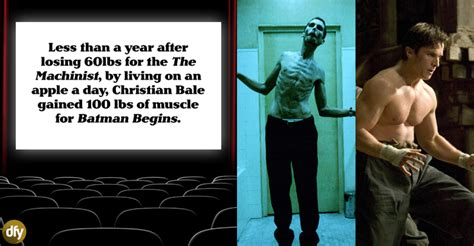 Less than a year after
losing 60lbs for the The
Machinist, by living on an
apple a day, Christian Bale
gained 100 lbs of muscle
for Batman Begins.
dfy